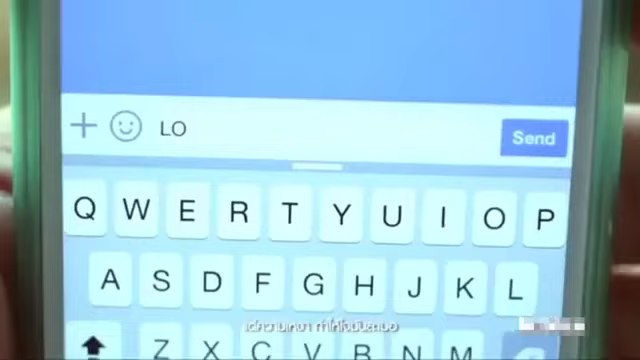 LO
Send
Q W E R T Y U I O P
A S D F G H J K L
Z X C V B N M